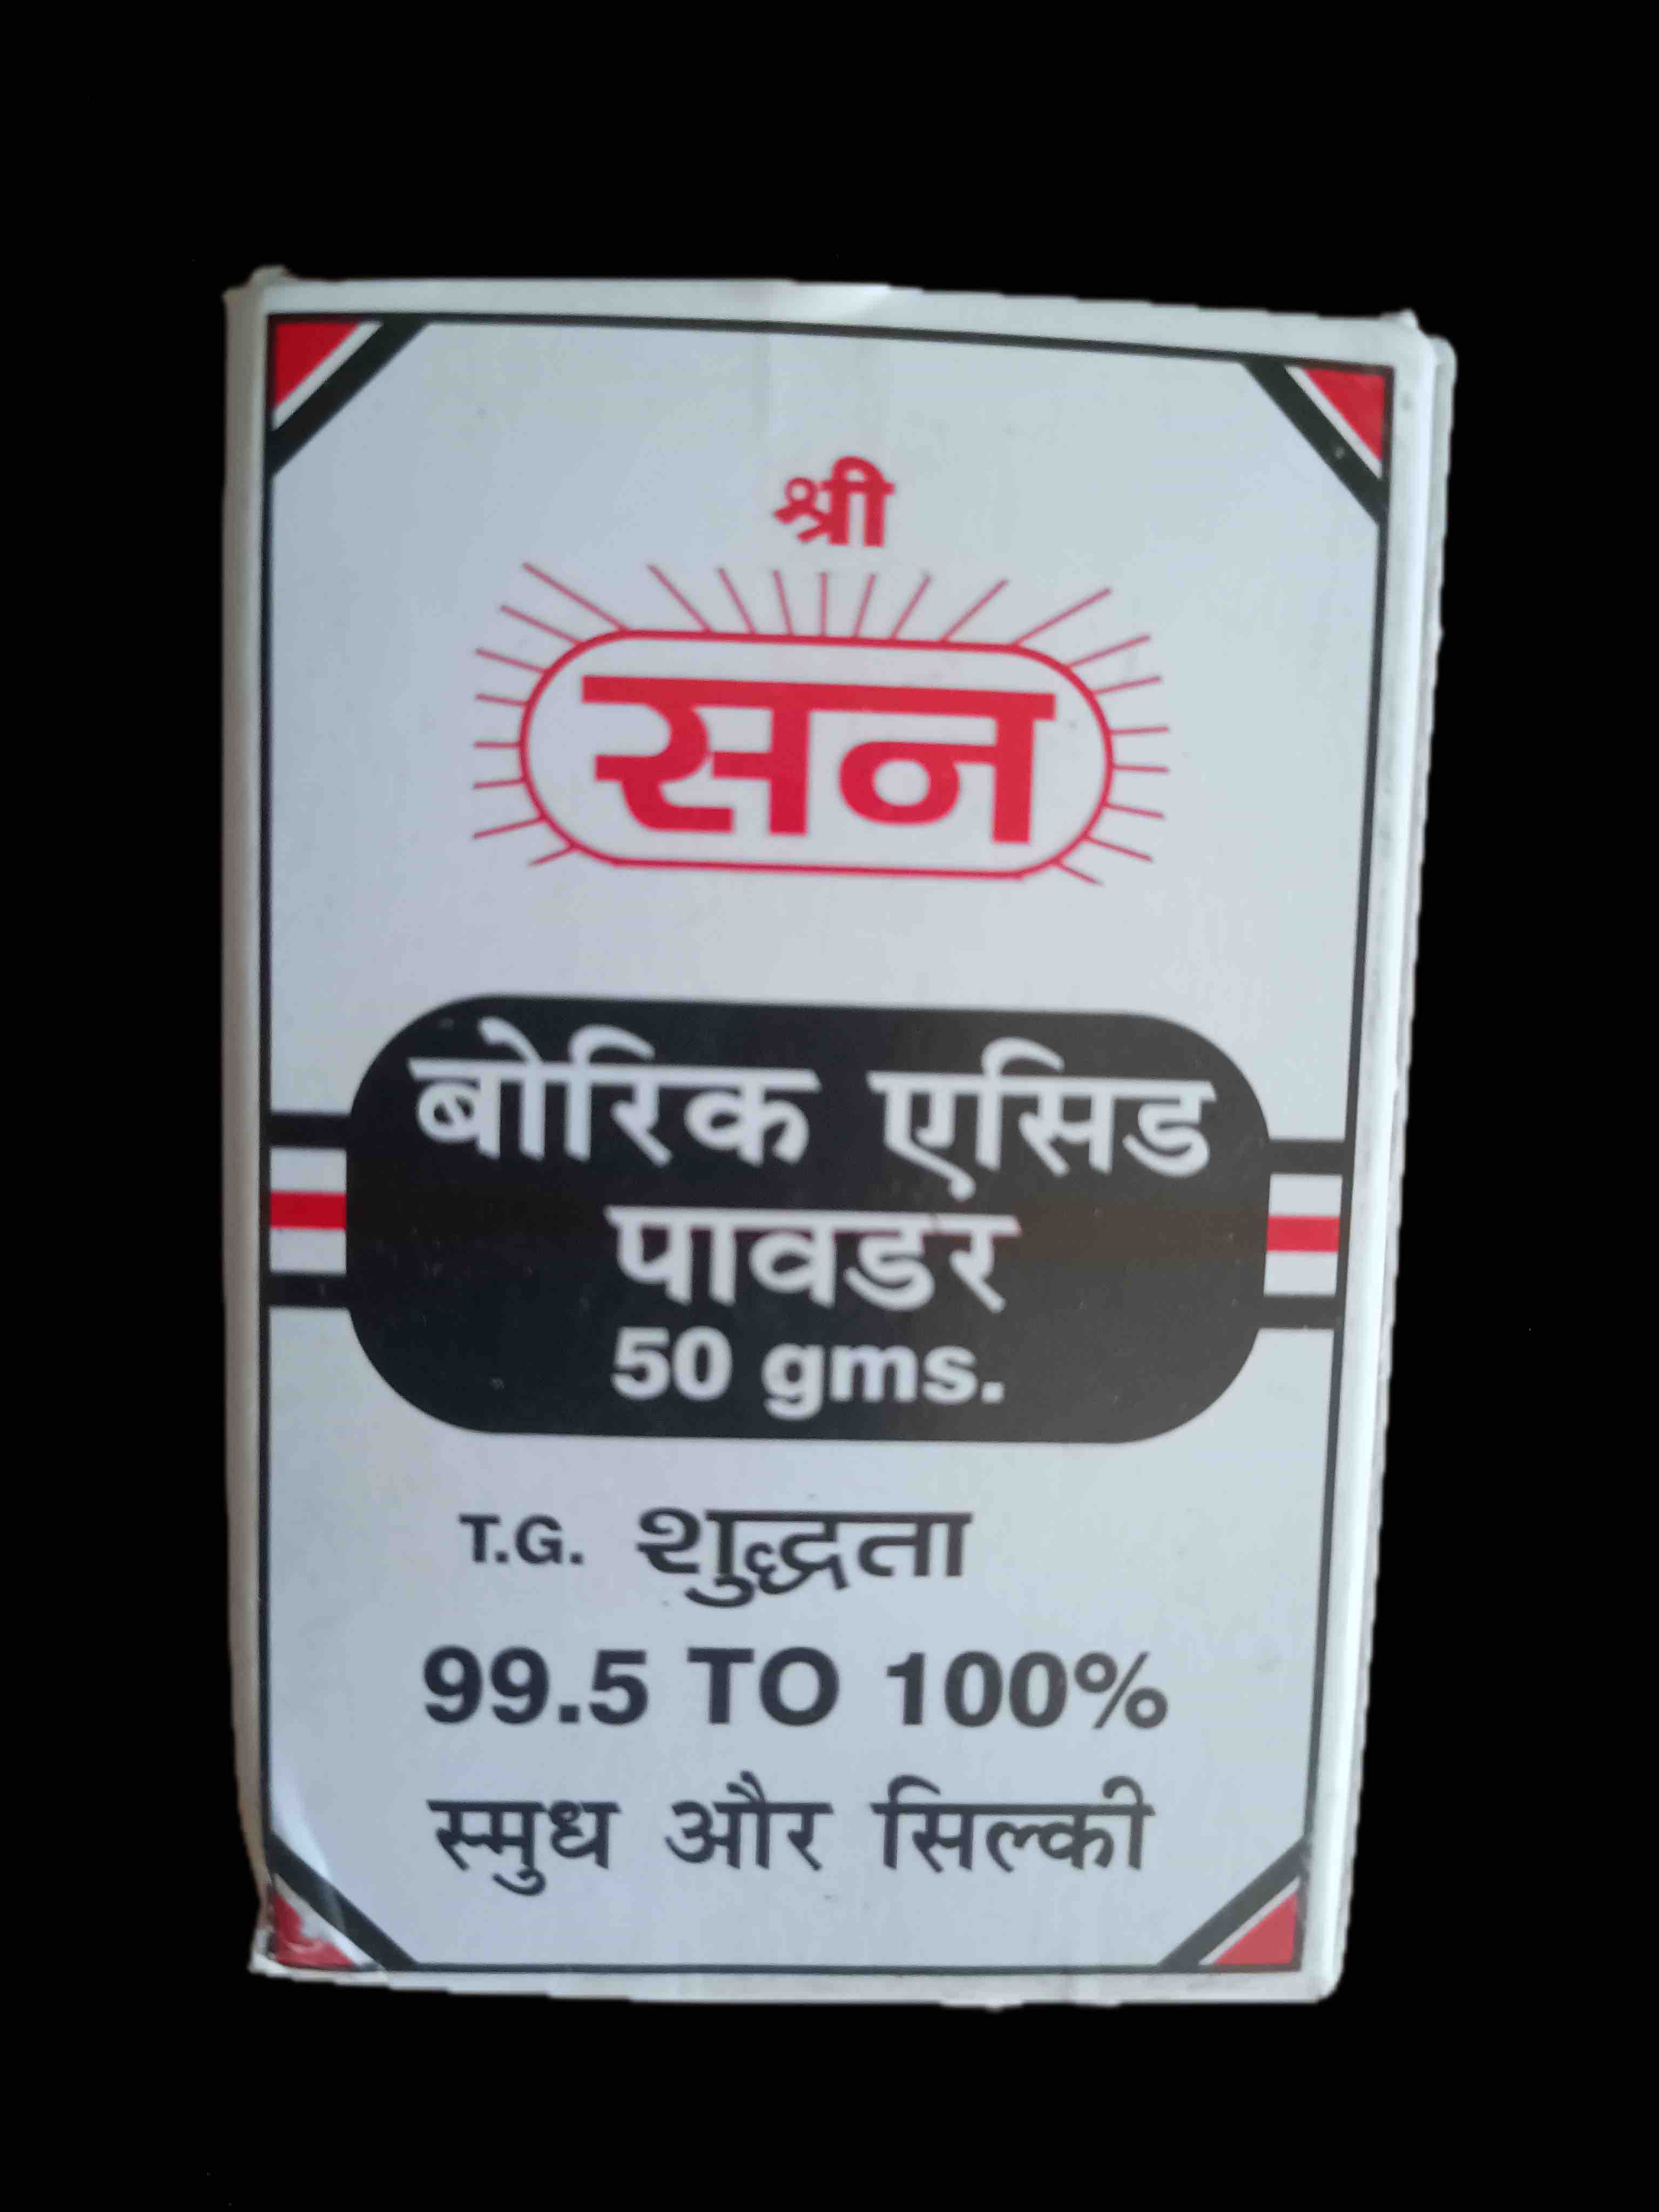 श्री
सन
बोरिक एसिड
पावडर
50 gms.
T.G. शुद्धता
99.5 TO 100%
स्मुध और सिल्की